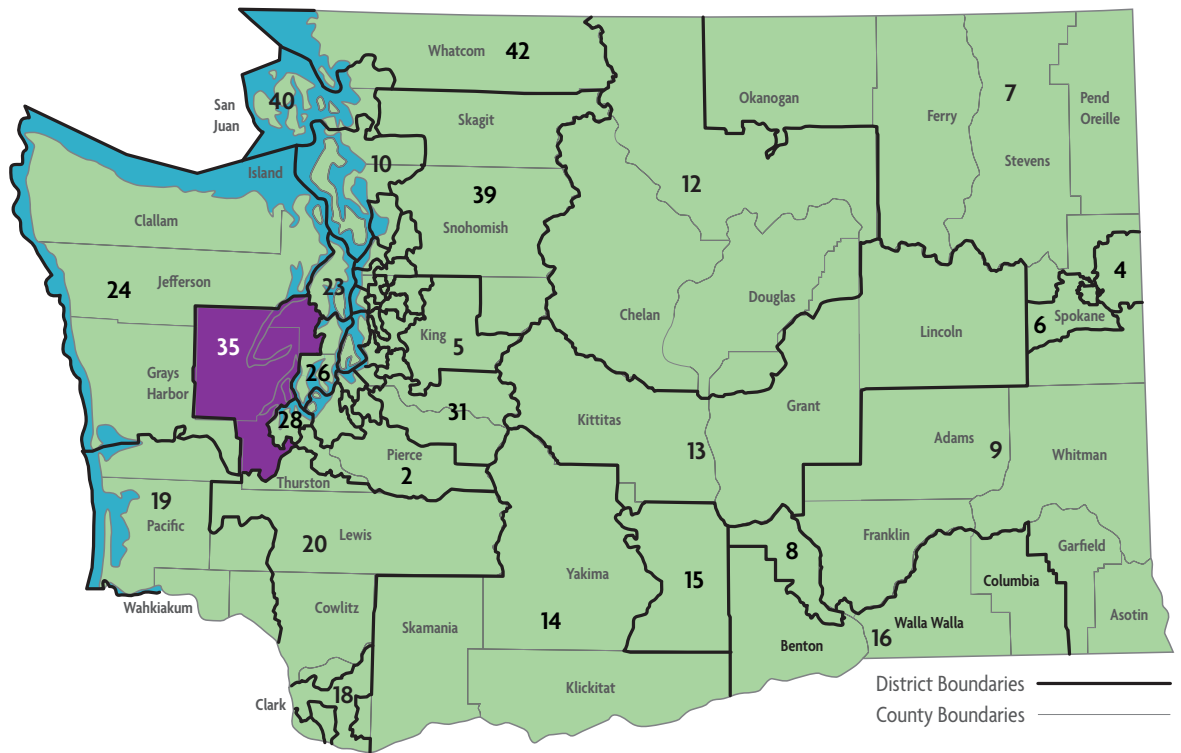 Whatcom 42
40
San
Juan
Okanogan
7
Pend
Oreille
Ferry
Skagit
Stevens
Island
10
12
39
Snohomish
Clallam
24
Jefferson
23
4
Douglas
Chelan
6
Spokane
King
5
Lincoln
35
26
Grays
Harbor
28
31
Kittitas
Grant
Adams
9
Whitman
13
Pierce
2
Thurston
19
Pacific
20
Lewis
Franklin
Garfield
8
Yakima
15
Columbia
Wahkiakum
Cowlitz
Skamania
14
16
Walla Walla
Asotin
Benton
Klickitat
18
Clark
District Boundaries
County Boundaries